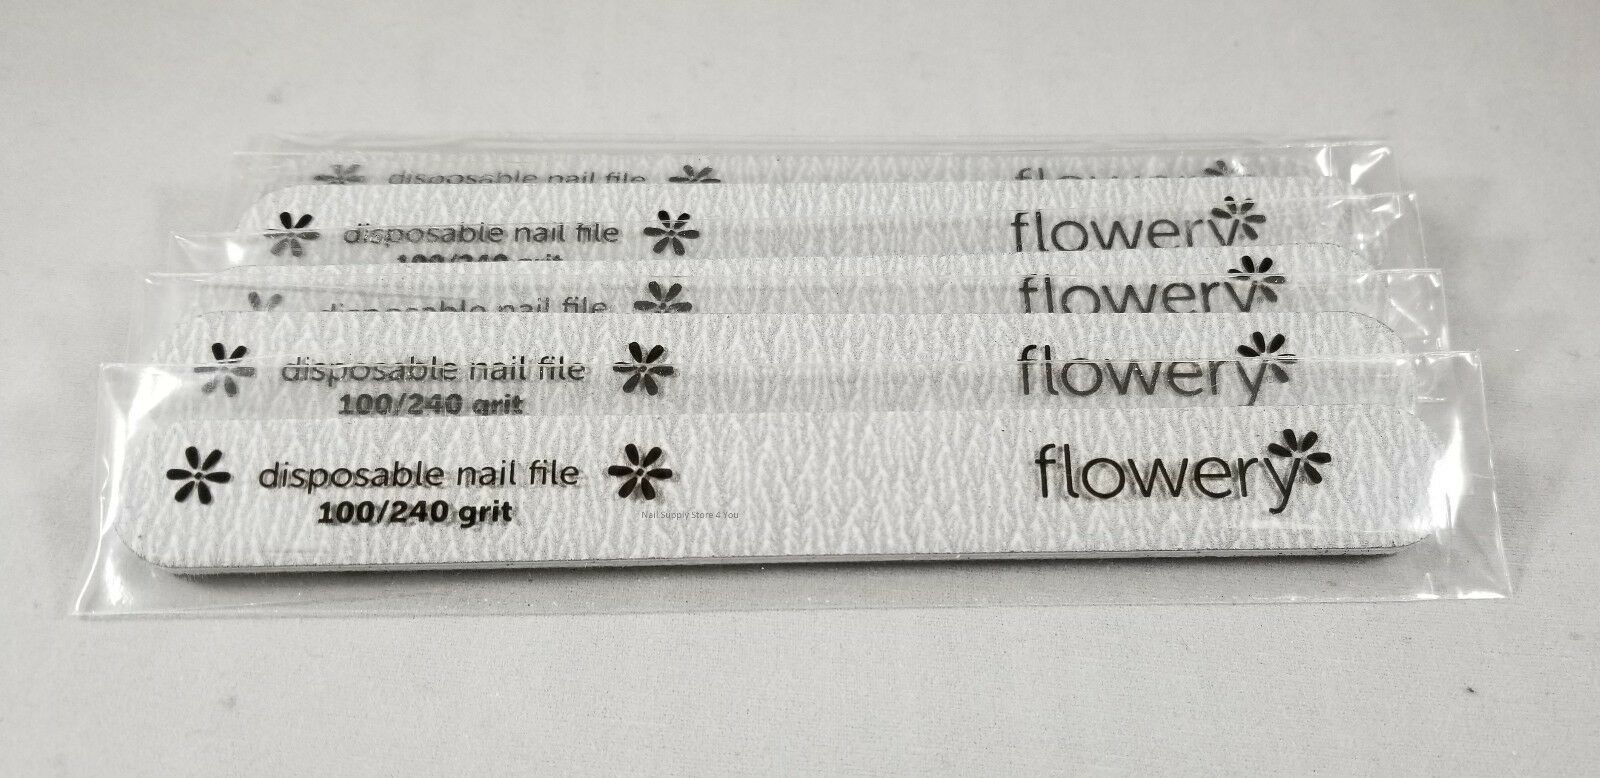 disposable nail file
flowery
disposable nail file
flowery
100/240 grit
disposable nail file
flowery
disposable nail file
flowery
100/240 grit
disposable nail file
flowery
100/240 grit
Nail Supply Store 4 You